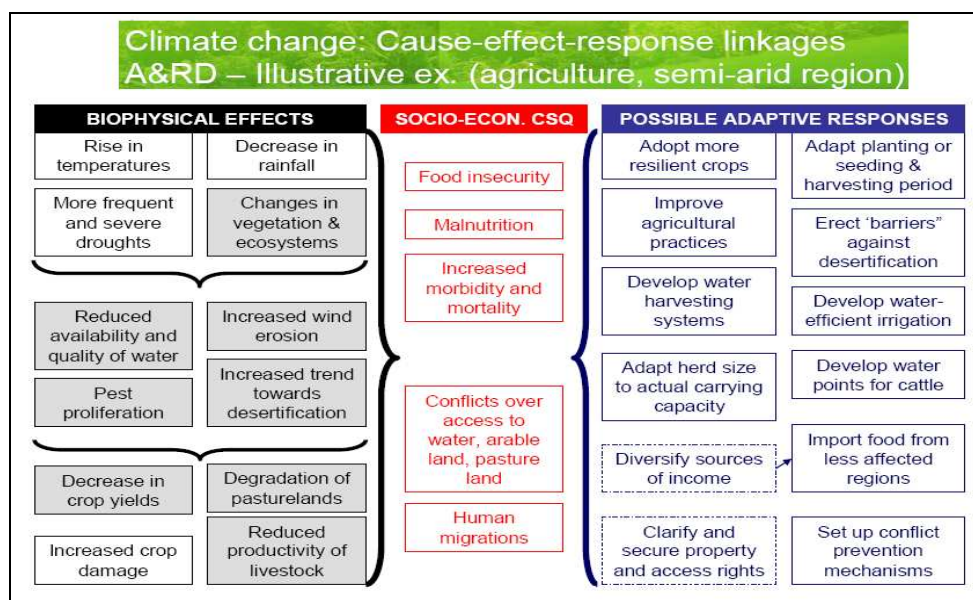 Climate change: Cause-effect-response linkages
A&RD – Illustrative ex. (agriculture, semi-arid region)
BIOPHYSICAL EFFECTS
Rise in
temperatures
Decrease in
rainfall
More frequent
and severe
droughts
Changes in
vegetation &
ecosystems
Reduced
availability and
quality of water
Increased wind
erosion
Pest
proliferation
Increased trend
towards
desertification
Decrease in
crop yields
Degradation of
pasturelands
Increased crop
damage
Reduced
productivity of
livestock
SOCIO-ECON. CSQ
Food insecurity
Malnutrition
Increased
morbidity and
mortality
Conflicts over
access to
water, arable
land, pasture
land
Human
migrations
POSSIBLE ADAPTIVE RESPONSES
Adopt more
resilient crops
Adapt planting or
seeding &
harvesting period
Improve
agricultural
practices
Erect ‘barriers”
against
desertification
Develop water
harvesting
systems
Develop water-
efficient irrigation
Adapt herd size
to actual carrying
capacity
Develop water
points for cattle
Diversify sources
of income
Import food from
less affected
regions
Clarify and
secure property
and access rights
Set up conflict
prevention
mechanisms